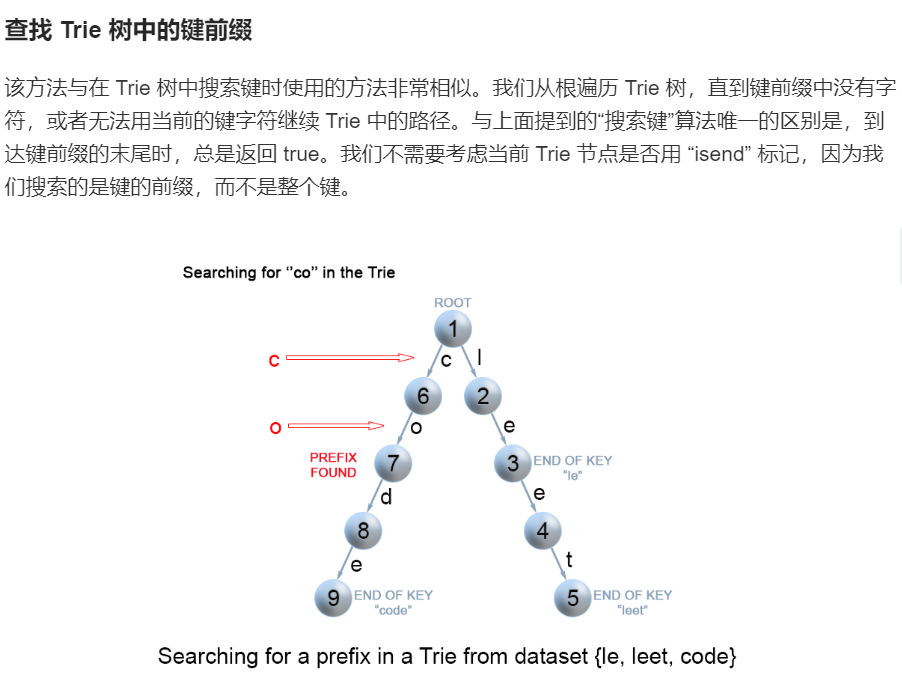 查找 Trie 树中的键前缀
该方法与在 Trie 树中搜索键时使用的方法非常相似。我们从根遍历 Trie 树，直到键前缀中没有字
符，或者无法用当前的键字符继续 Trie 中的路径。与上面提到的“搜索键”算法唯一的区别是，到
达键前缀的末尾时，总是返回 true。我们不需要考虑当前 Trie 节点是否用 “isend” 标记，因为我
们搜索的是键的前缀，而不是整个键。
Searching for ‘’co’’ in the Trie
ROOT
1
c
c
l
6
2
o
o
e
PREFIX
FOUND
7
3
END OF KEY
“le”
d
e
8
4
e
t
9
END OF KEY
“code”
5
END OF KEY
“leet”
Searching for a prefix in a Trie from dataset {le, leet, code}